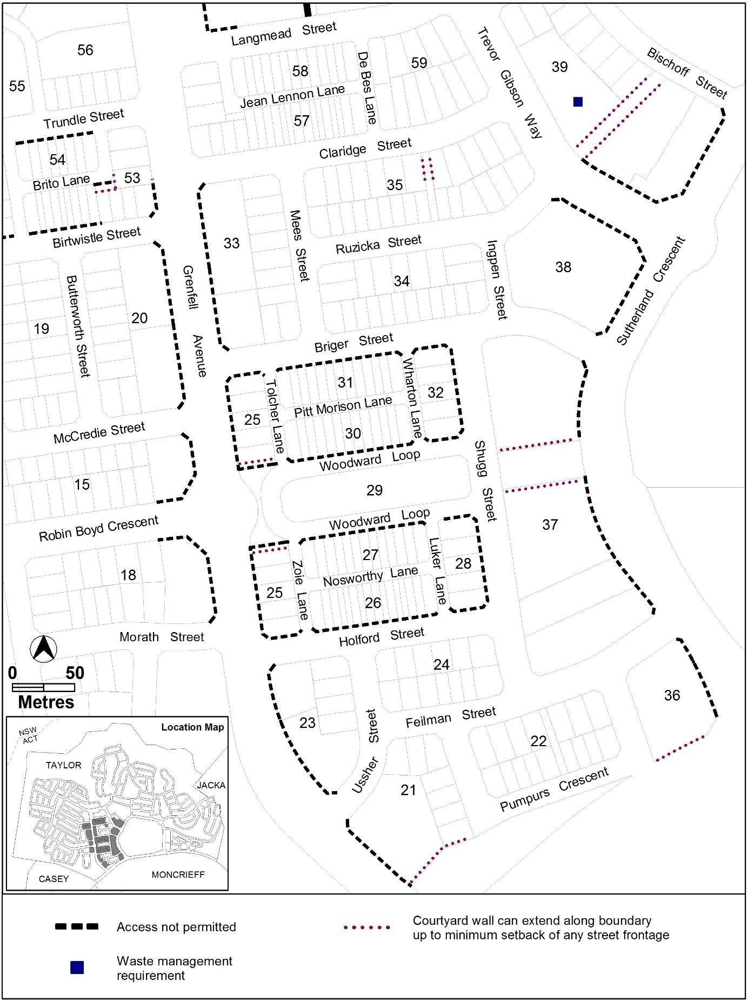 Langmead Street
56
58
De Bes Lane
59
Trevor Gibson Way
39
Bischoff Street
55
Jean Lennon Lane
57
Trundle Street
Claridge Street
54
Brito Lane
53
35
Birtwistle Street
33
Mees Street
Ruzicka Street
Ingpen Street
38
Sutherland Crescent
34
Grenfell Avenue
Butterworth Street
20
19
Briger Street
31
Wharton Lane
32
Tolcher Lane
Pitt Morison Lane
25
30
McCredie Street
Woodward Loop
Shugg Street
15
29
Woodward Loop
37
Robin Boyd Crescent
27
Luker Lane
28
18
Zoie Lane
Nosworthy Lane
25
26
Morath Street
Holford Street
24
36
0 50
Metres
23
Ussher Street
Feilman Street
22
21
Pumpurs Crescent
Location Map
NSW
ACT
TAYLOR
JACKA
CASEY
MONCRIEFF
Access not permitted
Courtyard wall can extend along boundary
up to minimum setback of any street frontage
Waste management
requirement